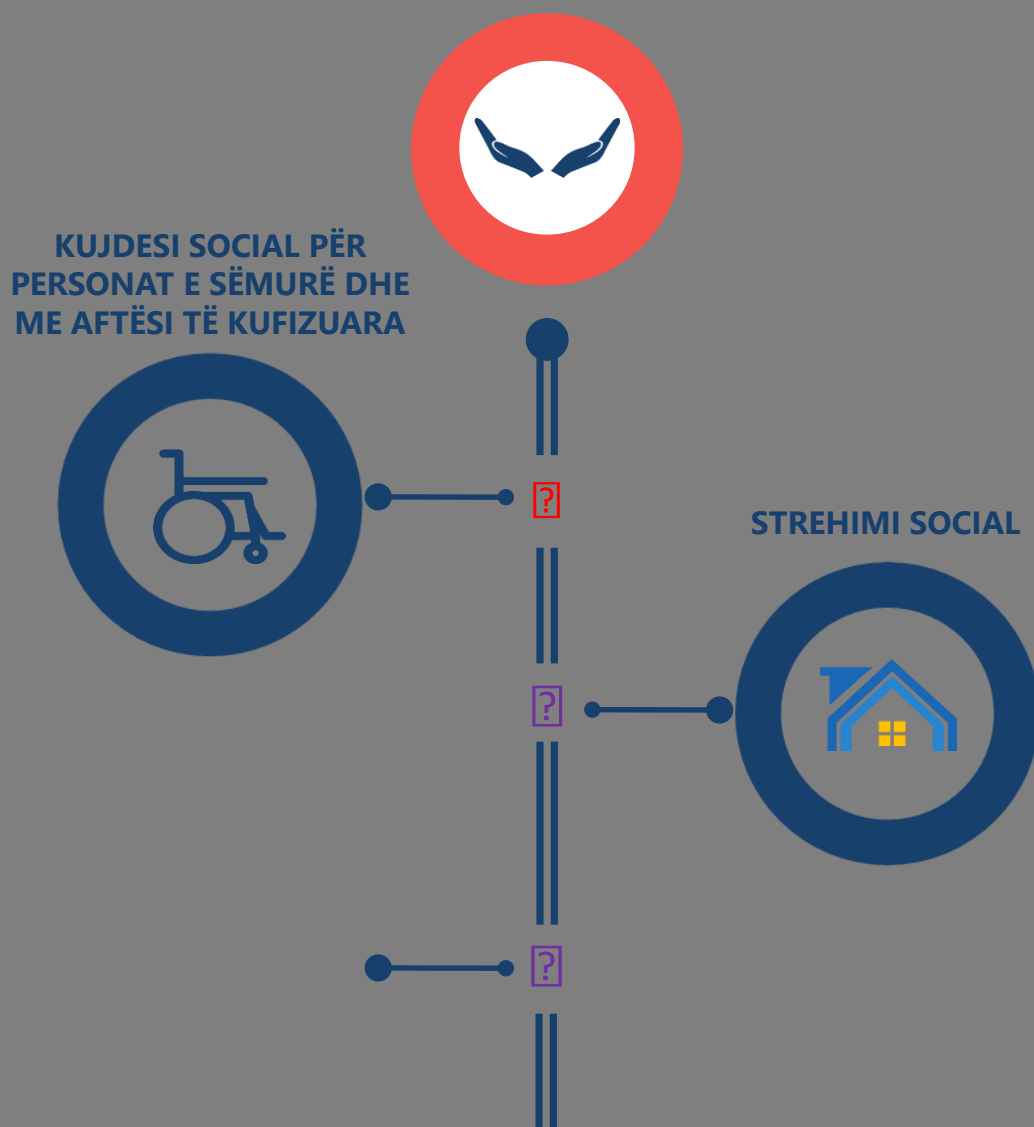 KUJDESI SOCIAL PËR
PERSONAT E SËMURË DHE
ME AFTËSI TË KUFIZUARA
STREHIMI SOCIAL